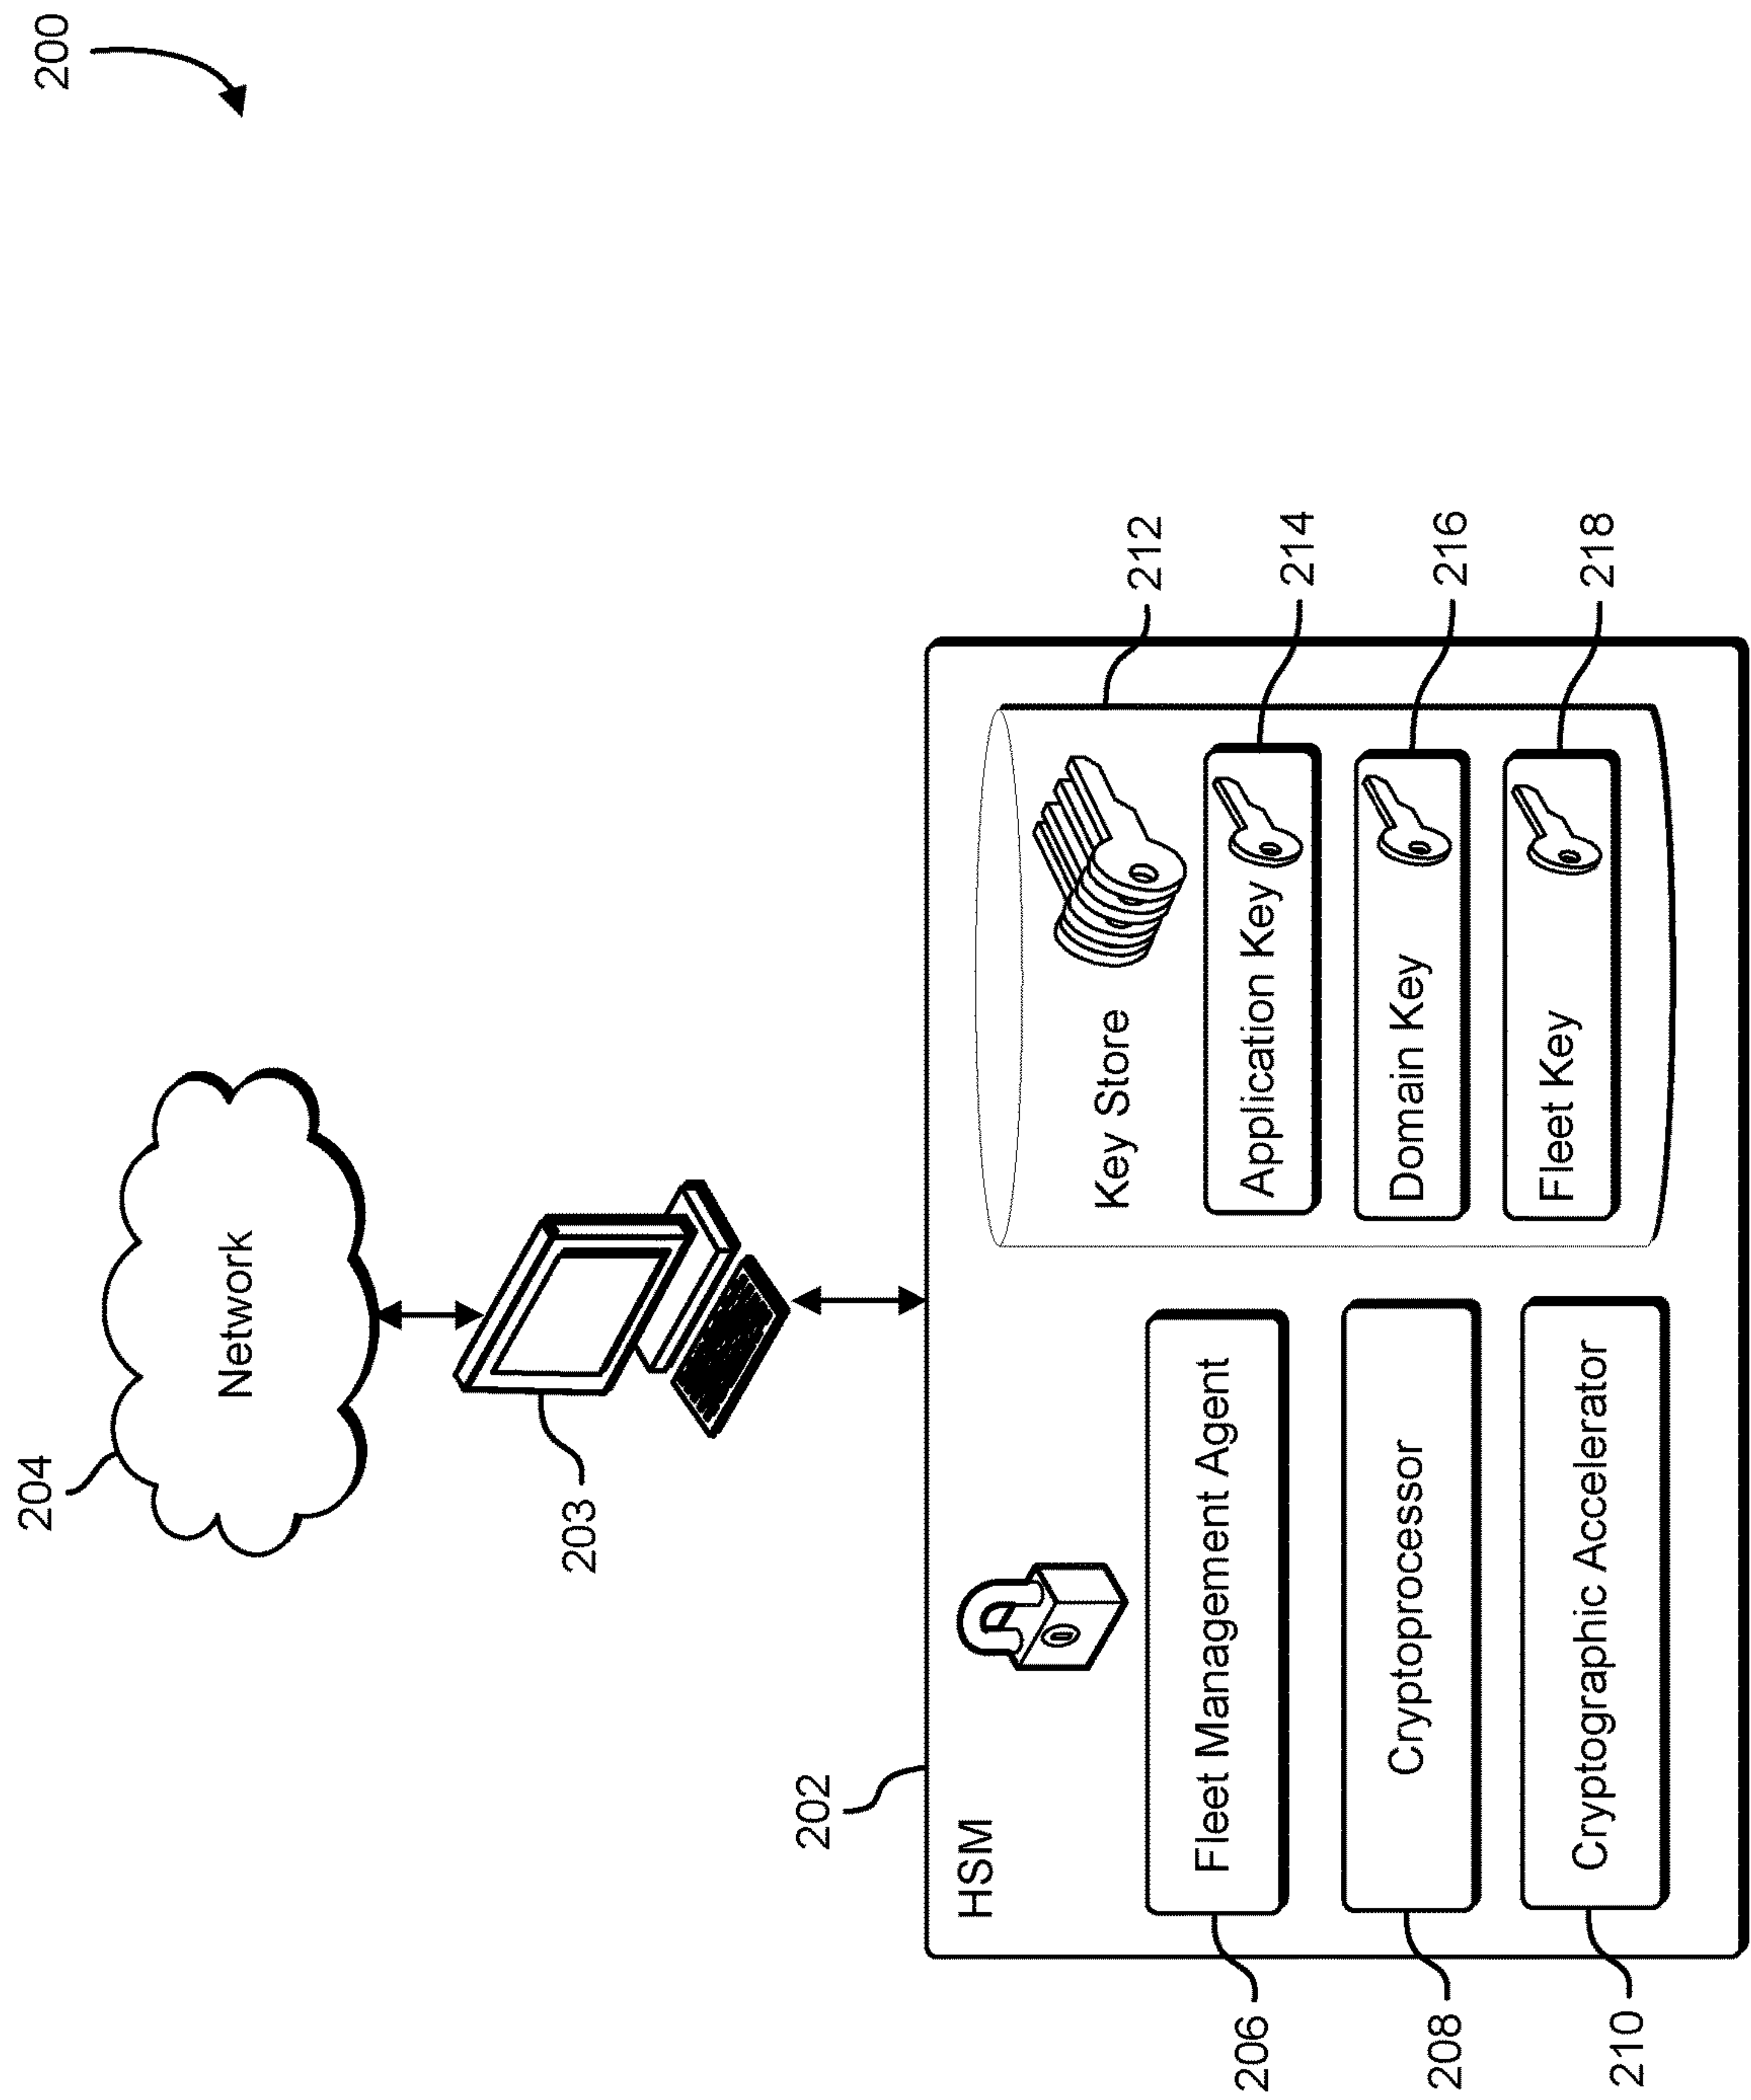 200
204
Network
203
202
HSM
Key Store
212
Fleet Management Agent
206
Application Key
214
Cryptoprocessor
208
Domain Key
216
Cryptographic Accelerator
210
Fleet Key
218